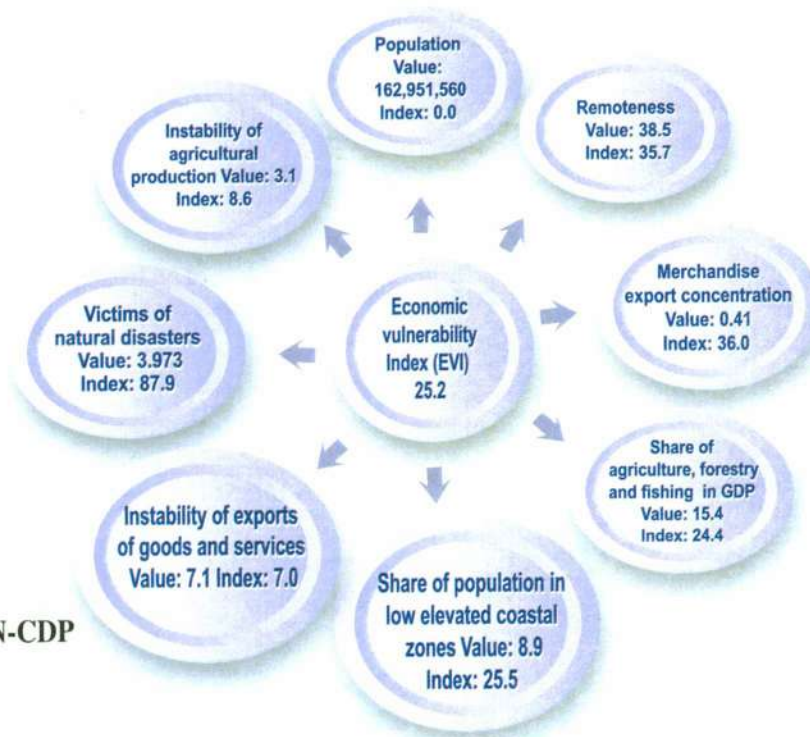 Population
Value:
162,951,560
Index: 0.0
Remoteness
Value: 38.5
Index: 35.7
Instability of
agricultural
production Value: 3.1
Index: 8.6
Merchandise
export concentration
Value: 0.41
Index: 36.0
Victims of
natural disasters
Value: 3.973
Index: 87.9
Economic
vulnerability
Index (EVI)
25.2
Share of
agriculture, forestry
and fishing in GDP
Value: 15.4
Index: 24.4
Instability of exports
of goods and services
Value: 7.1 Index: 7.0
Share of population in
low elevated coastal
zones Value: 8.9
Index: 25.5
N-CDP